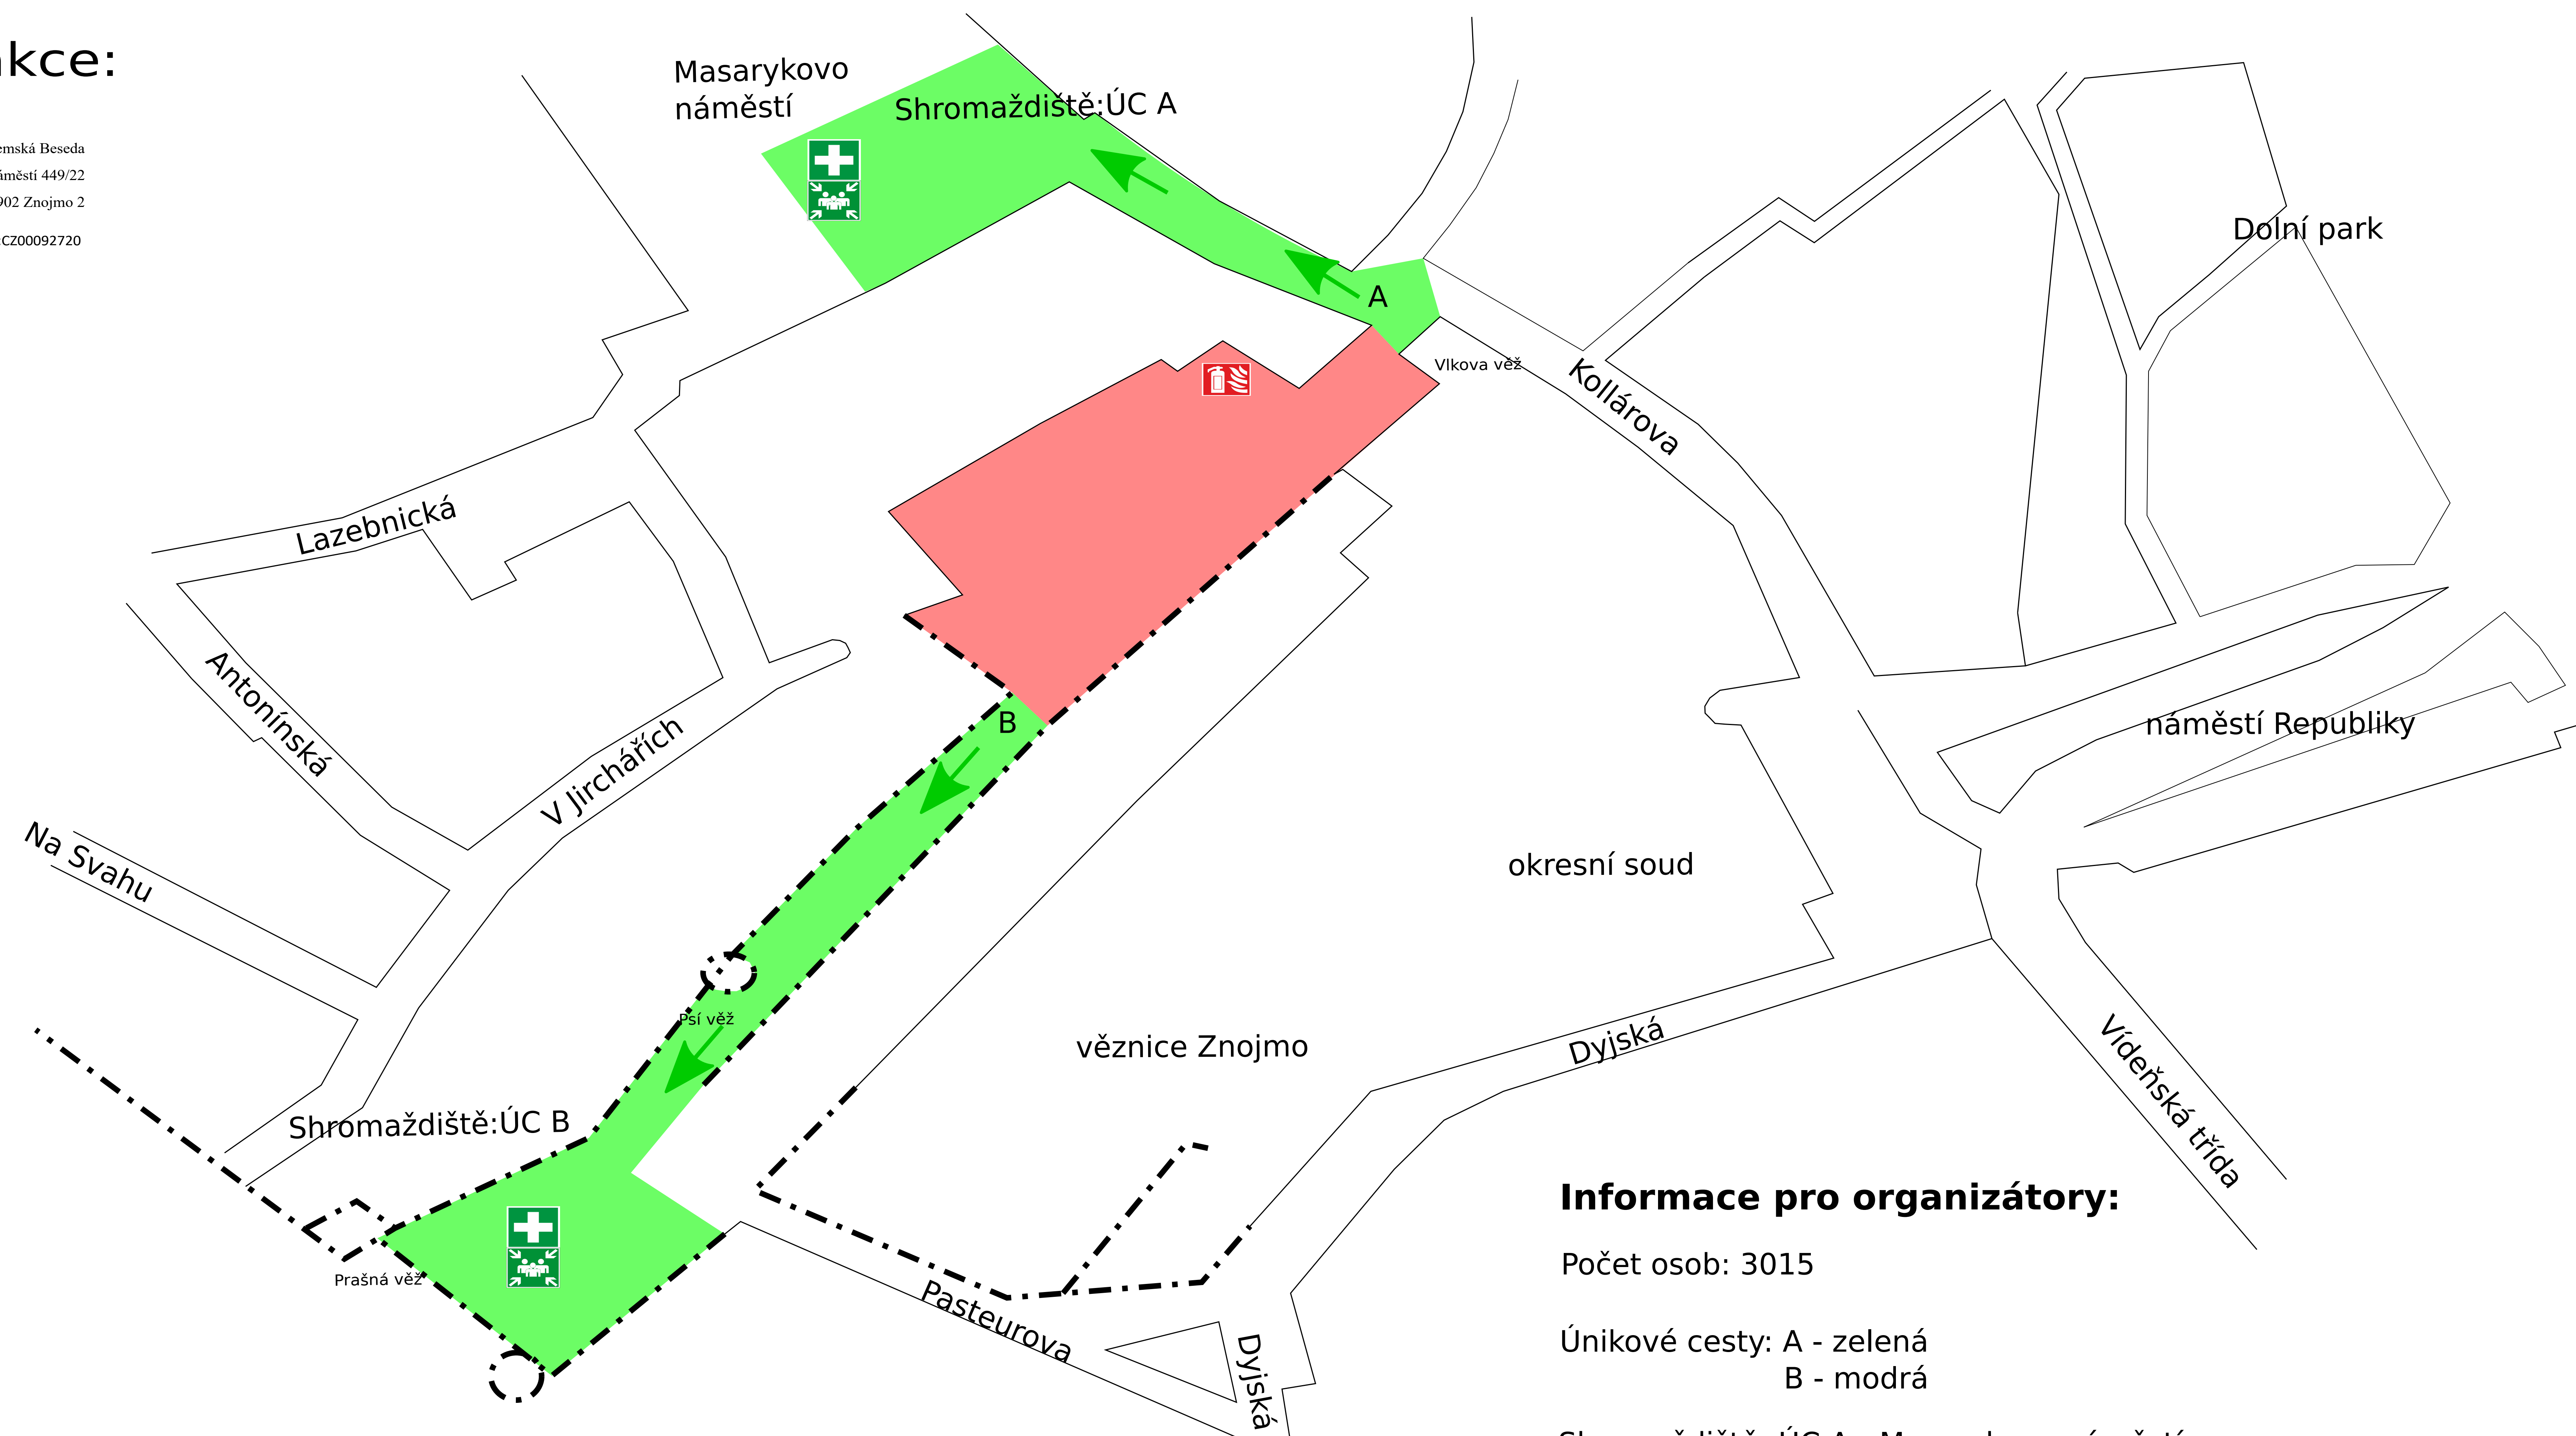 akce:
Masarykovo
náměstí
Shromaždiště:ÚC A
emská Beseda
áměstí 449/22
902 Znojmo 2
CZ00092720
Dolní park
A
Vlkova věž
Kollárova
Lazebnická
Antonínská
V Jirchářích
B
náměstí Republiky
Na Svahu
okresní soud
Psí věž
věznice Znojmo
Dyjská
Vídeňská třída
Shromaždiště:ÚC B
Prašná věž
Pasteurova
Dyjská
Informace pro organizátory:
Počet osob: 3015
Únikové cesty: A - zelená
B - modrá